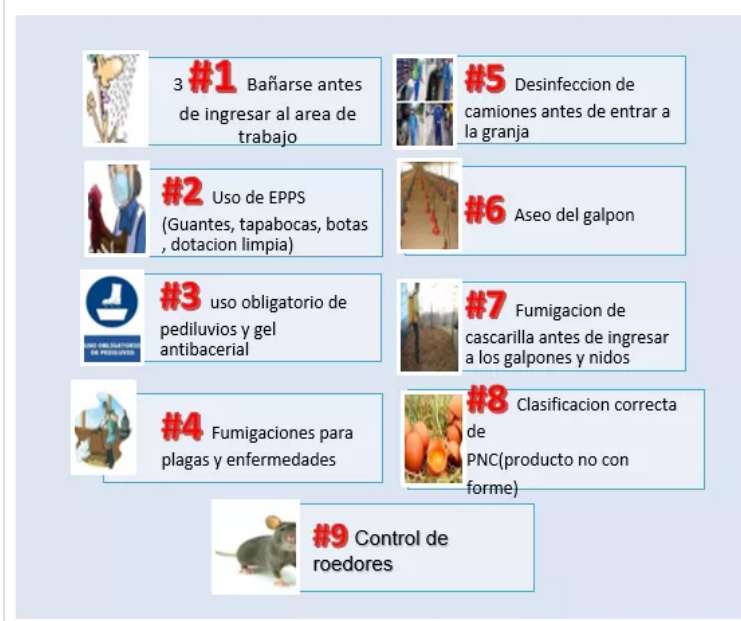 3 #1 Bañarse antes
de ingresar al area de
trabajo
#2 Uso de EPPS
(Guantes, tapabocas, botas
, dotacion limpia)
#3 uso obligatorio de
pediluvios y gel
antibacerial
USO OBLIGATORIO
DE PEDILUVIO
#4 Fumigaciones para
plagas y enfermedades
#5 Desinfeccion de
camiones antes de entrar a
la granja
#6 Aseo del galpon
#7 Fumigacion de
cascarilla antes de ingresar
a los galpones y nidos
#8 Clasificacion correcta
de
PNC(producto no con
forme)
#9 Control de
roedores